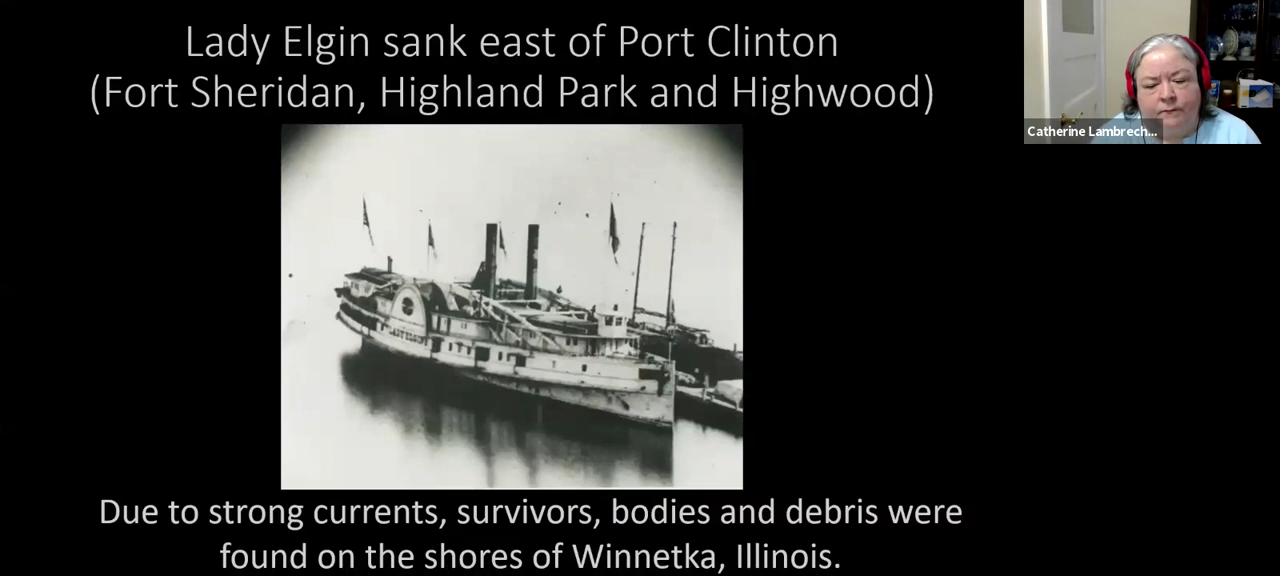 Lady Elgin sank east of Port Clinton
(Fort Sheridan, Highland Park and Highwood)
Catherine Lambrech...
Due to strong currents, survivors, bodies and debris were
found on the shores of Winnetka, Illinois.